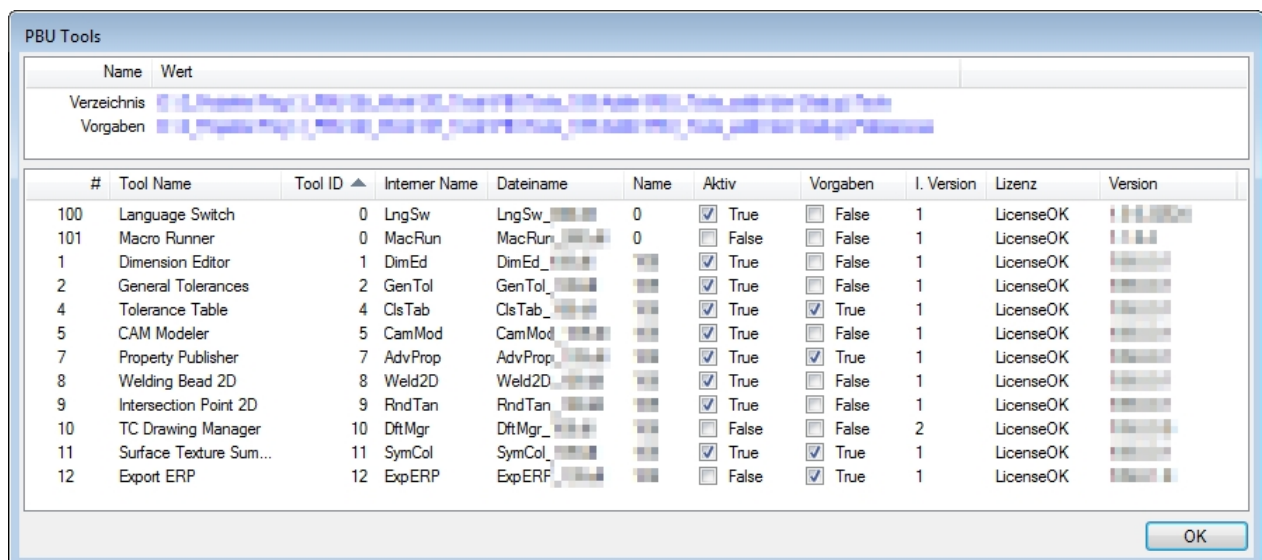 PBU Tools
Name Wert
Verzeichnis
Vorgaben
# Tool Name Tool ID Interner Name Dateiname Name Aktiv Vorgaben I. Version Lizenz Version
100 Language Switch 0 LngSw LngSw_ 0 True False 1 LicenseOK
101 Macro Runner 0 MacRun MacRun 0 False False 1 LicenseOK
1 Dimension Editor 1 DimEd DimEd_ True False 1 LicenseOK
2 General Tolerances 2 GenTol GenTol_ True False 1 LicenseOK
4 Tolerance Table 4 ClsTab ClsTab_ True True 1 LicenseOK
5 CAM Modeler 5 CamMod CamMod True False 1 LicenseOK
7 Property Publisher 7 AdvProp AdvProp True True 1 LicenseOK
8 Welding Bead 2D 8 Weld2D Weld2D True False 1 LicenseOK
9 Intersection Point 2D 9 RndTan RndTan_ True False 1 LicenseOK
10 TC Drawing Manager 10 DftMgr DftMgr_ False False 2 LicenseOK
11 Surface Texture Sum... 11 SymCol SymCol_ True True 1 LicenseOK
12 Export ERP 12 ExpERP ExpERP False True 1 LicenseOK
OK